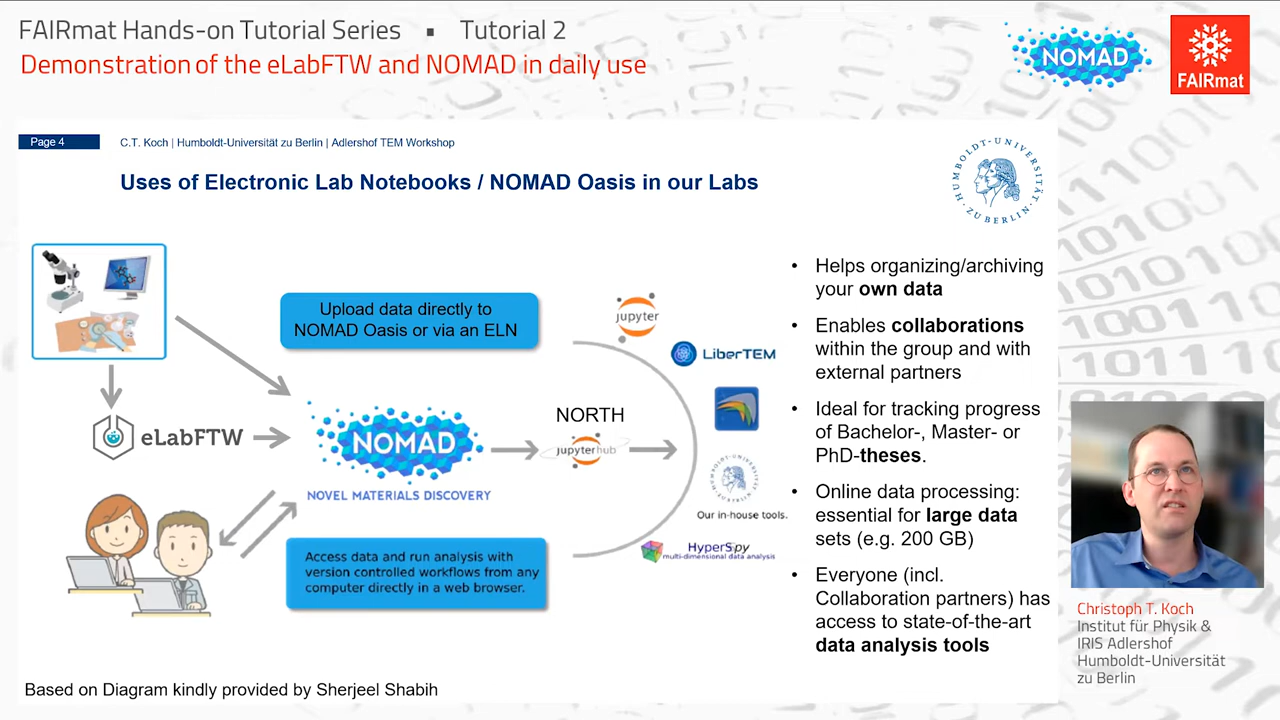 FAIRmat Hands-on Tutorial Series ▪ Tutorial 2
Demonstration of the eLabFTW and NOMAD in daily use
NOMAD
FAIRmat
Page 4
C.T. Koch | Humboldt-Universität zu Berlin | Adlershof TEM Workshop
Uses of Electronic Lab Notebooks / NOMAD Oasis in our Labs
HUMBOLDT-UNIVERSITÄT
ZU BERLIN
Upload data directly to
NOMAD Oasis or via an ELN
eLabFTW
NOMAD
NOVEL MATERIALS DISCOVERY
Access data and run analysis with
version controlled workflows from any
computer directly in a web browser.
NORTH
jupyterhub
jupyter
LiberTEM
Our in-house tools.
HyperSpy
multi-dimensional data analysis
• Helps organizing/archiving
your own data
• Enables collaborations
within the group and with
external partners
• Ideal for tracking progress
of Bachelor-, Master- or
PhD-theses.
• Online data processing:
essential for large data
sets (e.g. 200 GB)
• Everyone (incl.
Collaboration partners) has
access to state-of-the-art
data analysis tools
Based on Diagram kindly provided by Sherjeel Shabih
Christoph T. Koch
Institut für Physik &
IRIS Adlershof
Humboldt-Universität
zu Berlin